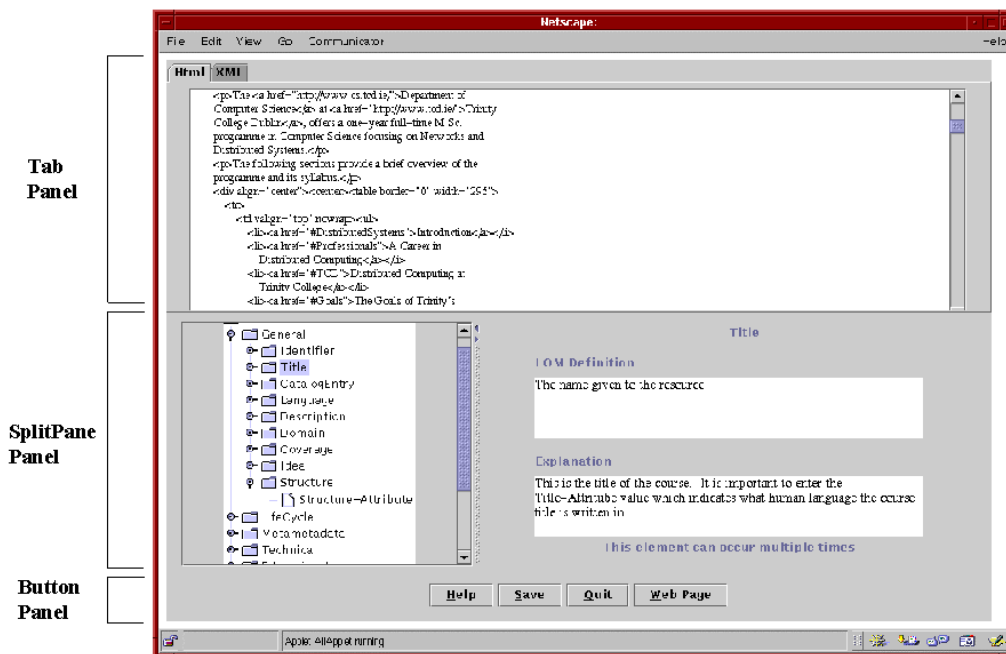 Netscape:
File Edit View Go Communicator Help
Html XML
<p>The <a href="http://www.cs.tcd.ie/">Department of
Computer Science</a> at <a href="http://www.tcd.ie/">Trinity
College Dublin</a>, offers a one-year full-time M.Sc.
programme in Computer Science focusing on Networks and
Distributed Systems.</p>
<p>The following sections provide a brief overview of the
programme and its syllabus.</p>
<div align="center"><center><table border="0" width="295">
<tr>
<td valign="top" nowrap><ul>
<li><a href="#DistributedSystems">Introduction</a></li>
<li><a href="#Professionals">A Career in
Distributed Computing</a></li>
<li><a href="#TCD">Distributed Computing in
Trinity College</a></li>
<li><a href="#Goals">The Goals of Trinity's
Tab
Panel
General
Identifier
Title
CatalogEntry
Language
Description
Domain
Coverage
Idea
Structure
Structure-Attribute
LifeCycle
Metametadata
Technical
Title
LOM Definition
The name given to the resource
Explanation
This is the title of the course. It is important to enter the
Title-Attribute value which indicates what human language the course
title is written in
This element can occur multiple times
SplitPane
Panel
Button
Panel
Help Save Quit Web Page
Applet AllApplet running